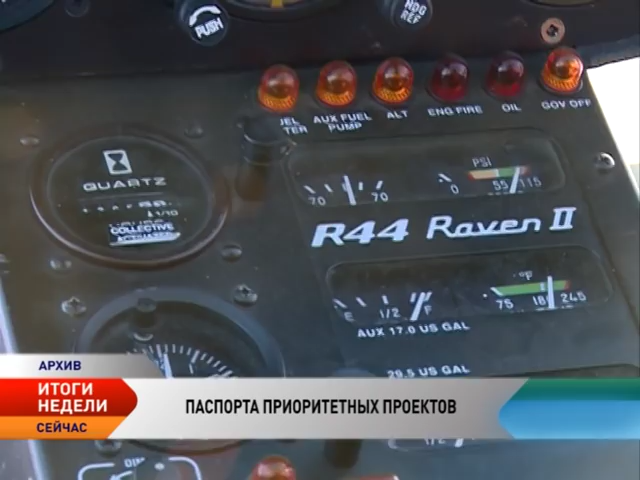 PUSH
NDG
REF
AUX FUEL
PUMP
ALT
ENG FIRE
OIL
GOV OFF
QUARTZ
1/10
COLLECTIVE
PSI
70 70
0 55 115
R44 Raven II
°F
E 1/2 F
75 245
AUX 17.0 US GAL
29.5 US GAL
АРХИВ
ИТОГИ
НЕДЕЛИ
СЕЙЧАС
ПАСПОРТА ПРИОРИТЕТНЫХ ПРОЕКТОВ